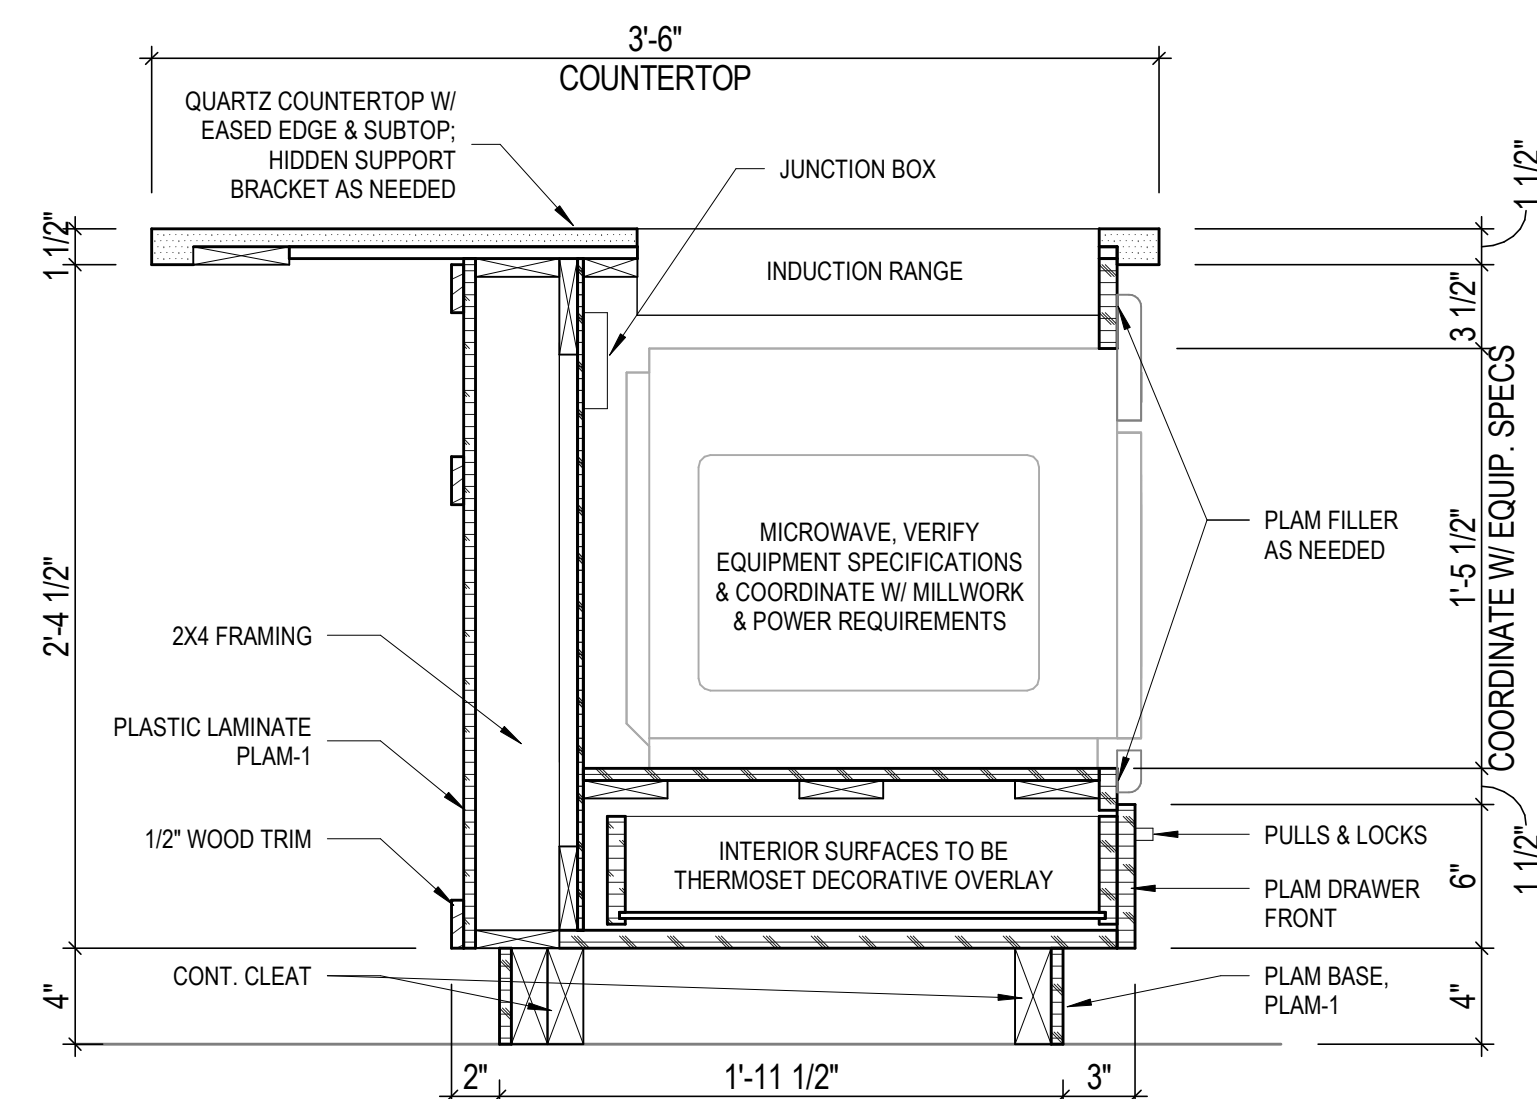 3'-6"
COUNTERTOP
QUARTZ COUNTERTOP W/
EASED EDGE & SUBTOP;
HIDDEN SUPPORT
BRACKET AS NEEDED
JUNCTION BOX
1 1/2"
1 1/2"
INDUCTION RANGE
3 1/2"
COORDINATE W/ EQUIP. SPECS
1'-5 1/2"
PLAM FILLER
AS NEEDED
MICROWAVE, VERIFY
EQUIPMENT SPECIFICATIONS
& COORDINATE W/ MILLWORK
& POWER REQUIREMENTS
2'-4 1/2"
2X4 FRAMING
PLASTIC LAMINATE
PLAM-1
1/2" WOOD TRIM
INTERIOR SURFACES TO BE
THERMOSET DECORATIVE OVERLAY
PULLS & LOCKS
1 1/2"
6"
PLAM DRAWER
FRONT
CONT. CLEAT
PLAM BASE,
PLAM-1
4"
4"
2"
1'-11 1/2"
3"